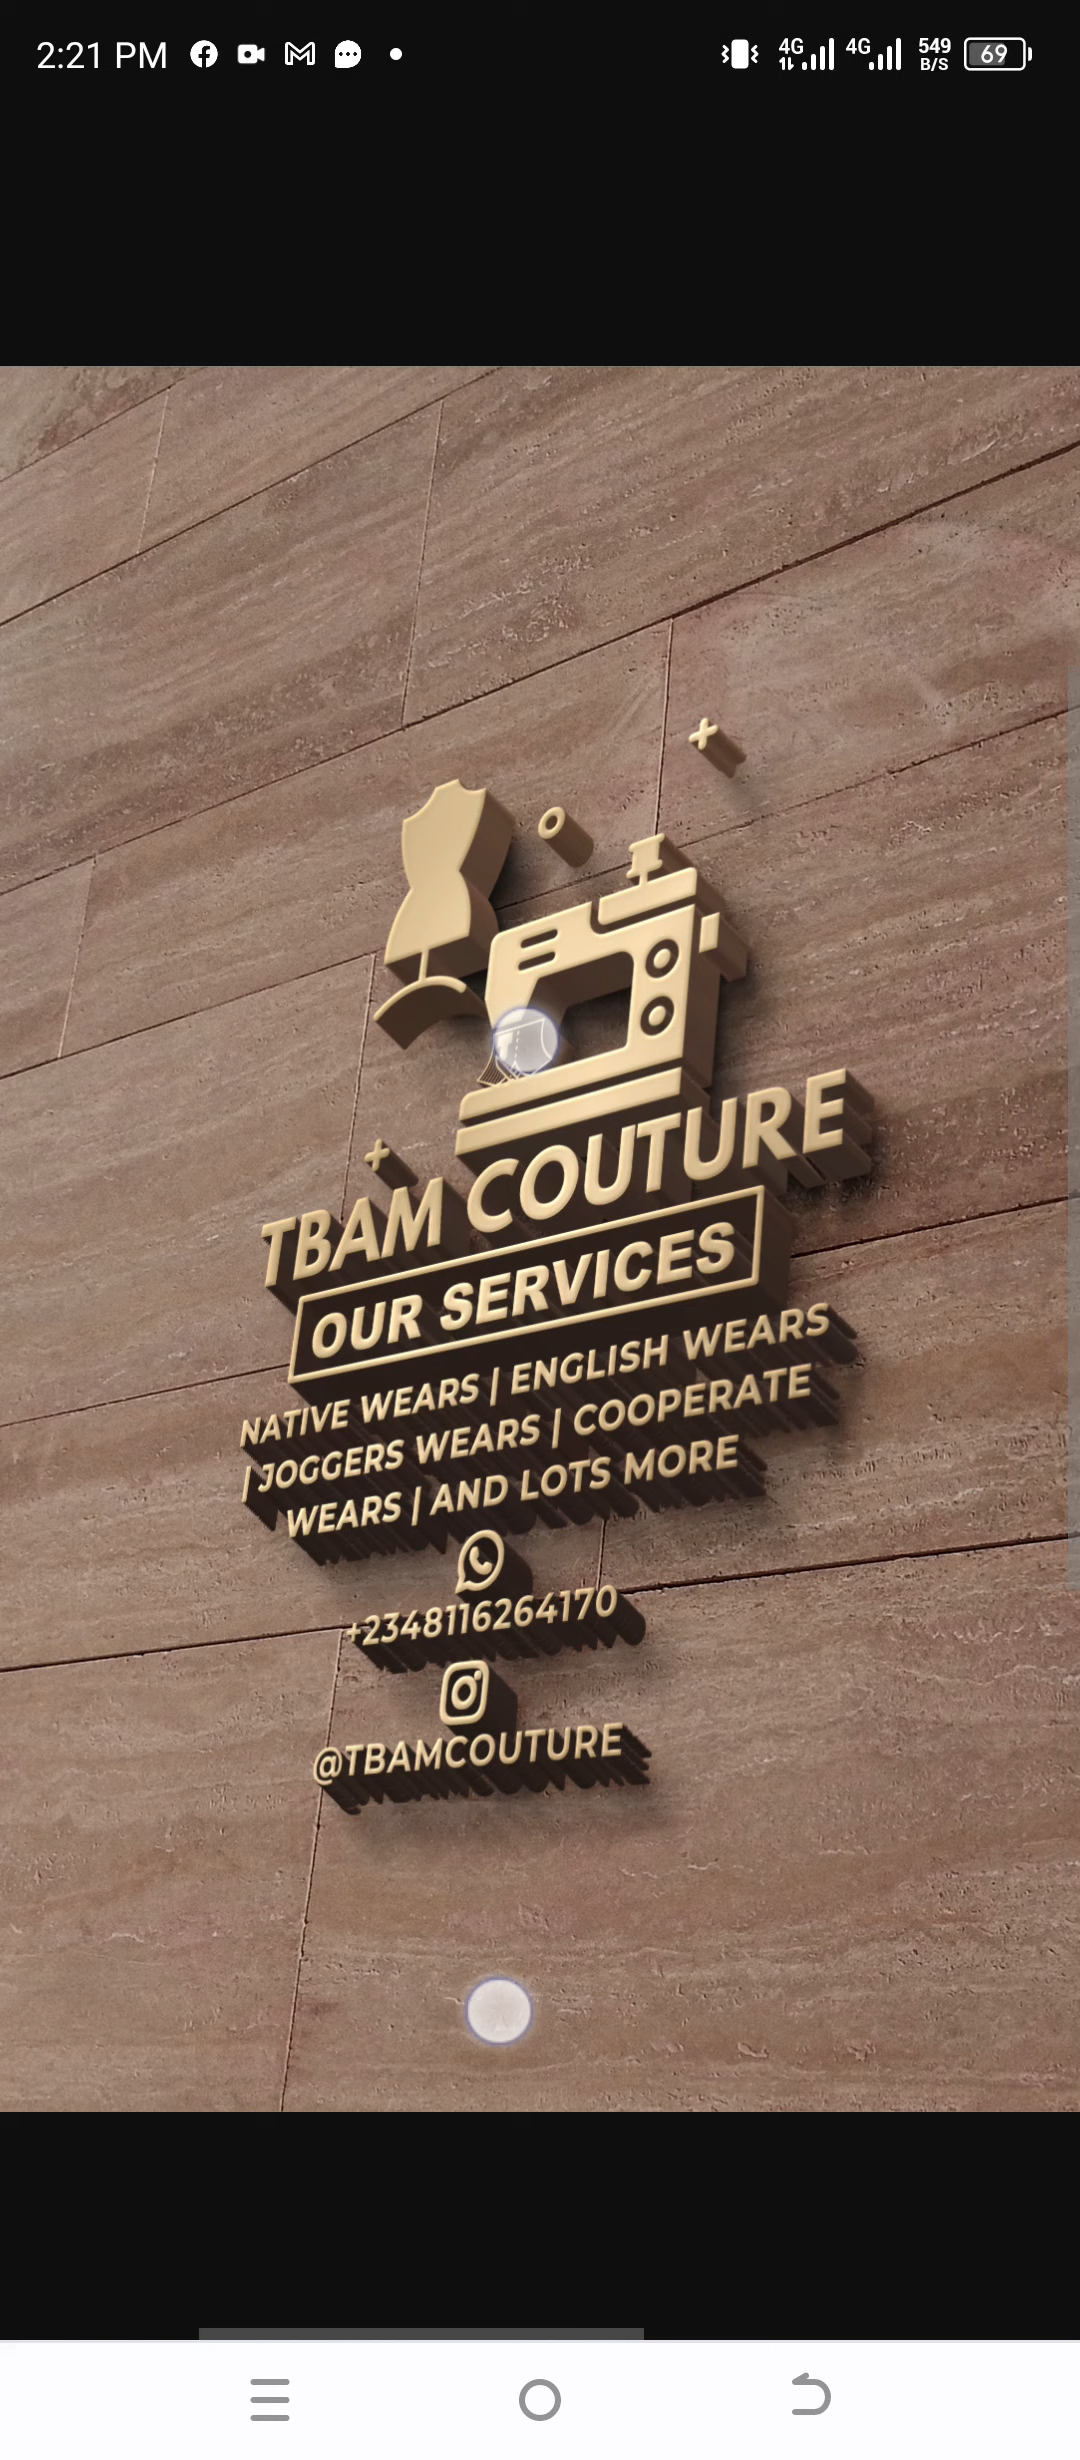 2:21 PM
4G 4G 549 B/S 69
TBAM COUTURE
OUR SERVICES
NATIVE WEARS | ENGLISH WEARS
| JOGGERS WEARS | COOPERATE
WEARS | AND LOTS MORE
+2348116264170
@TBAMCOUTURE